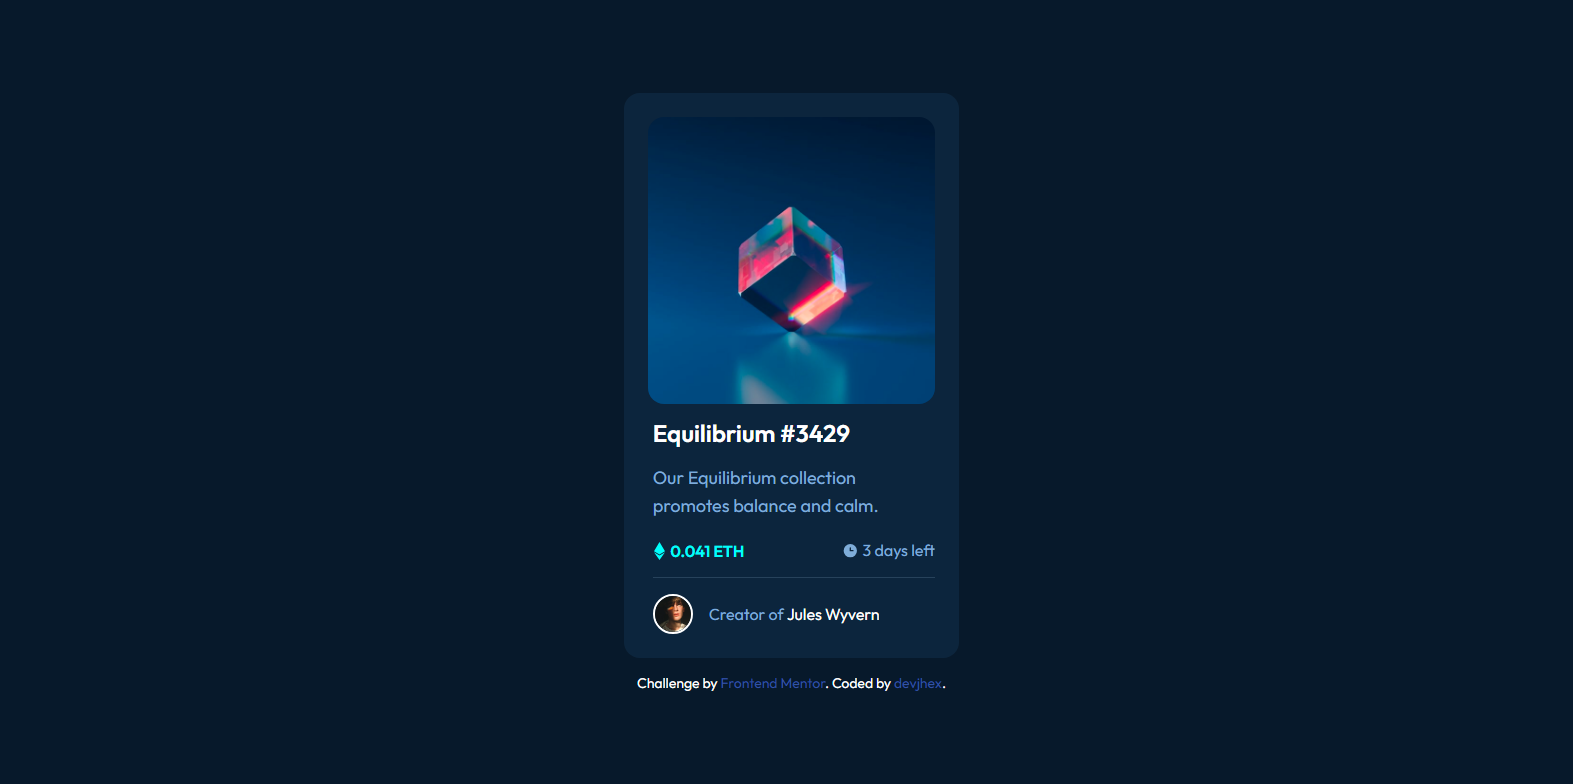 Equilibrium #3429
Our Equilibrium collection
promotes balance and calm.
0.041 ETH
3 days left
Creator of Jules Wyvern
Challenge by Frontend Mentor. Coded by devjhex.